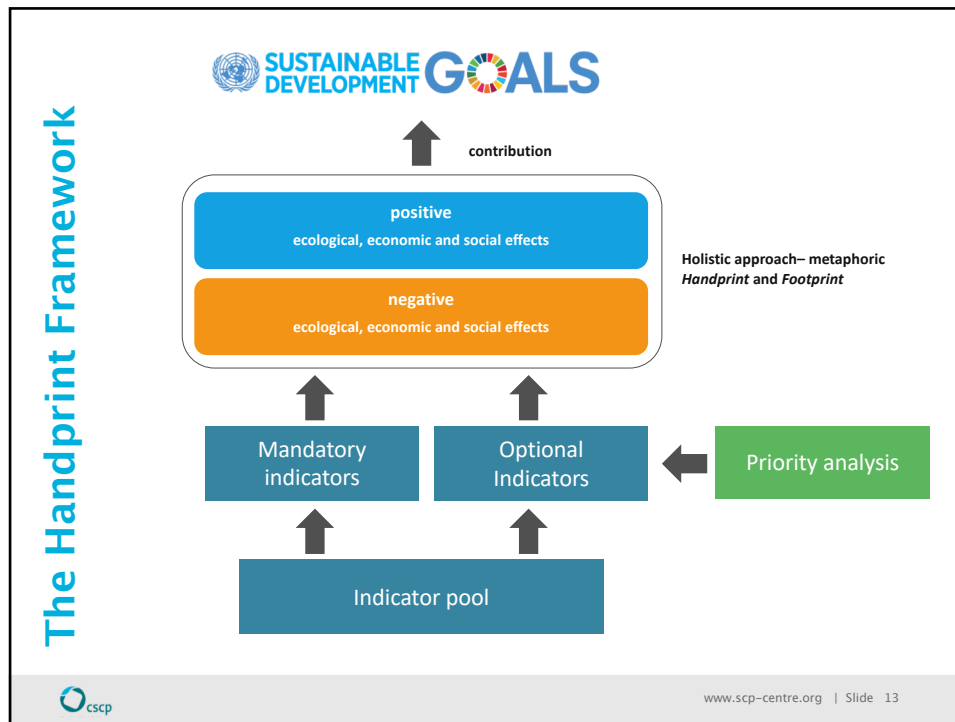 The Handprint Framework
SUSTAINABLE
DEVELOPMENT
GOALS
contribution
positive
ecological, economic and social effects
negative
ecological, economic and social effects
Holistic approach– metaphoric
Handprint and Footprint
Mandatory
indicators
Optional
Indicators
Priority analysis
Indicator pool
cscp
www.scp-centre.org | Slide 13